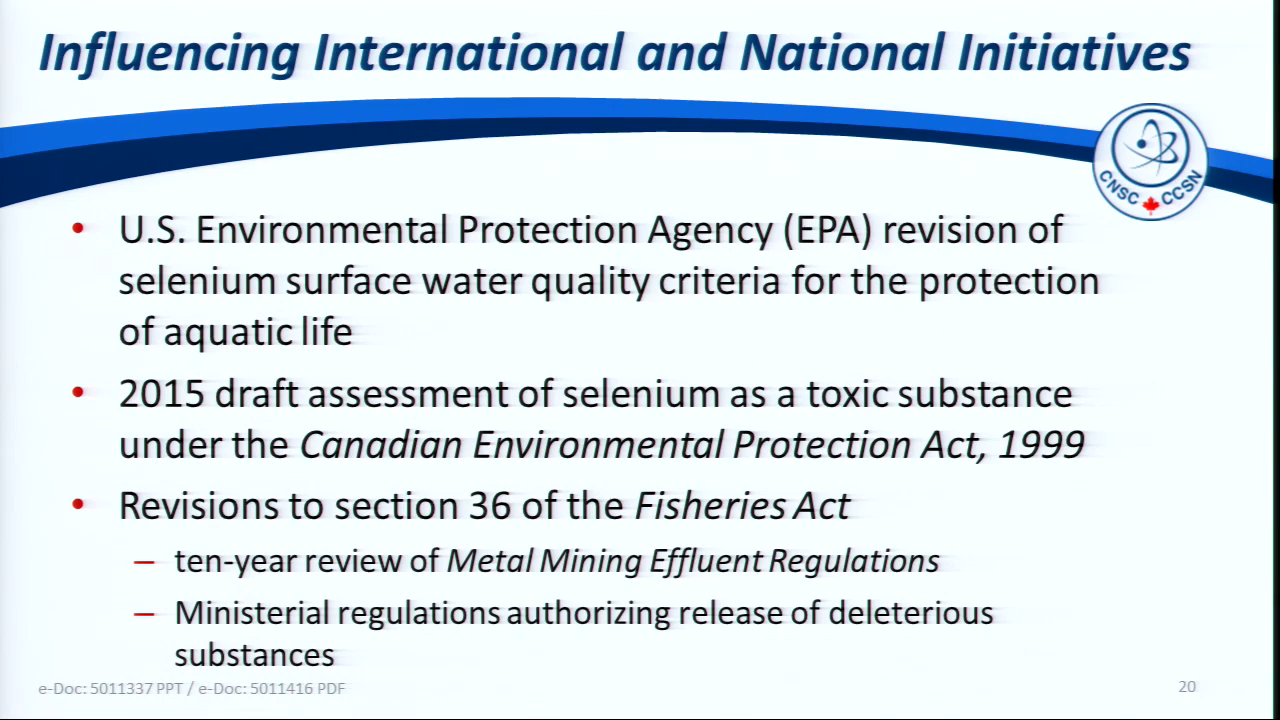 Influencing International and National Initiatives
CNSC CCSN
• U.S. Environmental Protection Agency (EPA) revision of
selenium surface water quality criteria for the protection
of aquatic life
• 2015 draft assessment of selenium as a toxic substance
under the Canadian Environmental Protection Act, 1999
• Revisions to section 36 of the Fisheries Act
– ten-year review of Metal Mining Effluent Regulations
– Ministerial regulations authorizing release of deleterious
substances
e-Doc: 5011337 PPT / e-Doc: 5011416 PDF
20